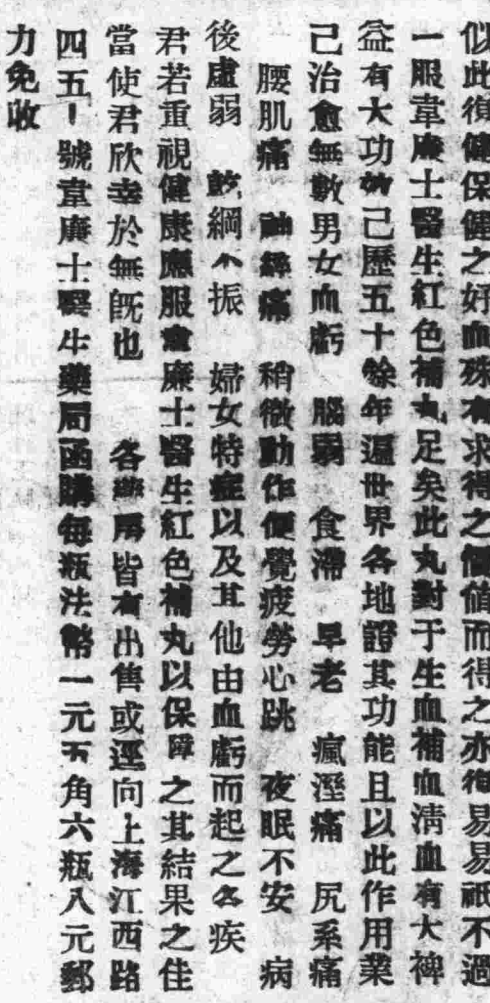 似此復健保健之好血殊有求得之價值而得之亦復易易祇不過
一服韋廉士醫生紅色補丸足矣此丸對于生血補血清血有大裨
益有大功效已歷五十餘年遍世界各地證其功能且以此作用業
己治愈無數男女血虧 腦弱 食滯 早老 瘋溼痛 尻系痛
腰肌痛 神經痛 稍微動作便覺疲勞心跳 夜眠不安 病
後虛弱 乾綱不振 婦女特症以及其他由血虧而起之各疾
君若重視健康應服韋廉士醫生紅色補丸以保障之其結果之佳
當使君欣幸於無旣也 各藥房皆有出售或逕向上海江西路
四五一號韋廉士醫生藥局函購每瓶法幣一元五角六瓶八元郵
力免收